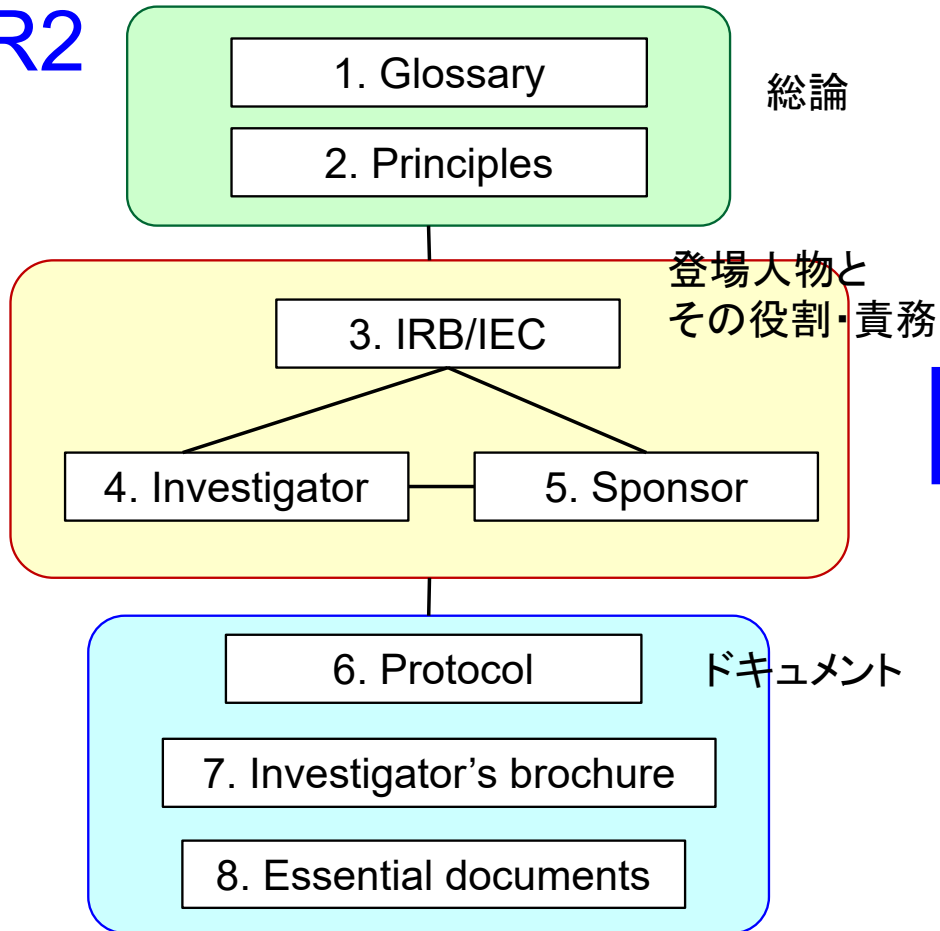 R2
1. Glossary
総論
2. Principles
登場人物と
その役割・責務
3. IRB/IEC
4. Investigator
5. Sponsor
6. Protocol
ドキュメント
7. Investigator’s brochure
8. Essential documents